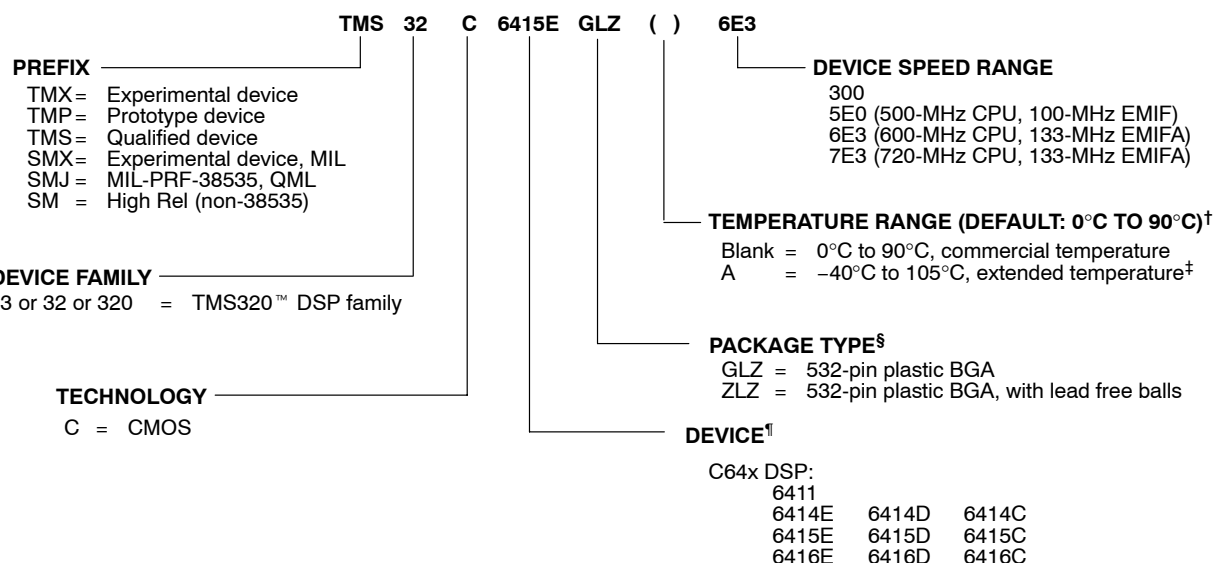 TMS 32 C 6415E GLZ ( ) 6E3
PREFIX
TMX = Experimental device
TMP = Prototype device
TMS = Qualified device
SMX = Experimental device, MIL
SMJ = MIL-PRF-38535, QML
SM = High Rel (non-38535)
DEVICE SPEED RANGE
300
5E0 (500-MHz CPU, 100-MHz EMIF)
6E3 (600-MHz CPU, 133-MHz EMIFA)
7E3 (720-MHz CPU, 133-MHz EMIFA)
TEMPERATURE RANGE (DEFAULT: 0°C TO 90°C)†
Blank = 0°C to 90°C, commercial temperature
A = −40°C to 105°C, extended temperature‡
DEVICE FAMILY
3 or 32 or 320 = TMS320™ DSP family
PACKAGE TYPE§
GLZ = 532-pin plastic BGA
ZLZ = 532-pin plastic BGA, with lead free balls
TECHNOLOGY
C = CMOS
DEVICE¶
C64x DSP:
6411
6414E 6414D 6414C
6415E 6415D 6415C
6416E 6416D 6416C